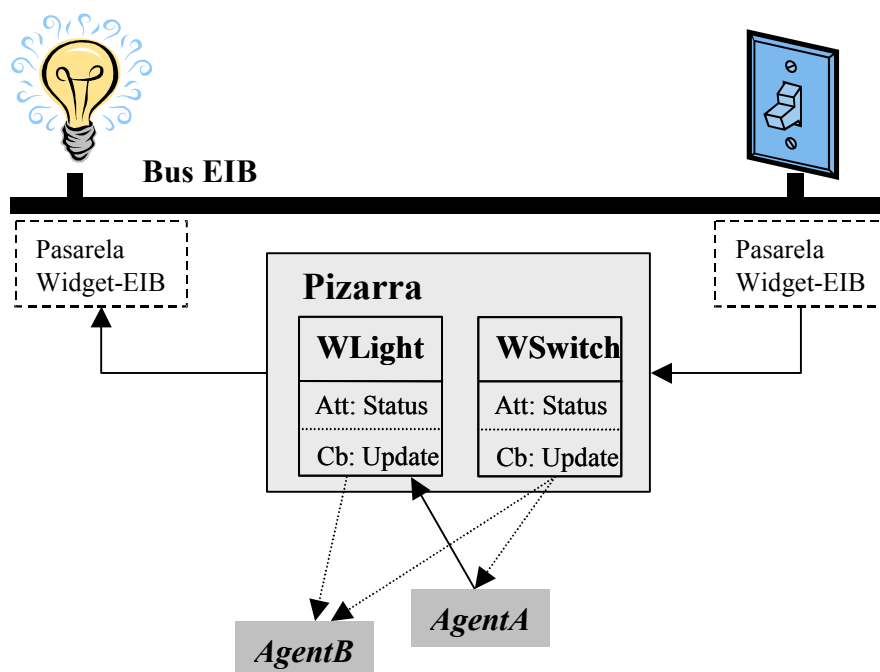 Bus EIB
Pasarela
Widget-EIB
Pasarela
Widget-EIB
Pizarra
WLight
WSwitch
Att: Status
Att: Status
Cb: Update
Cb: Update
AgentA
AgentB